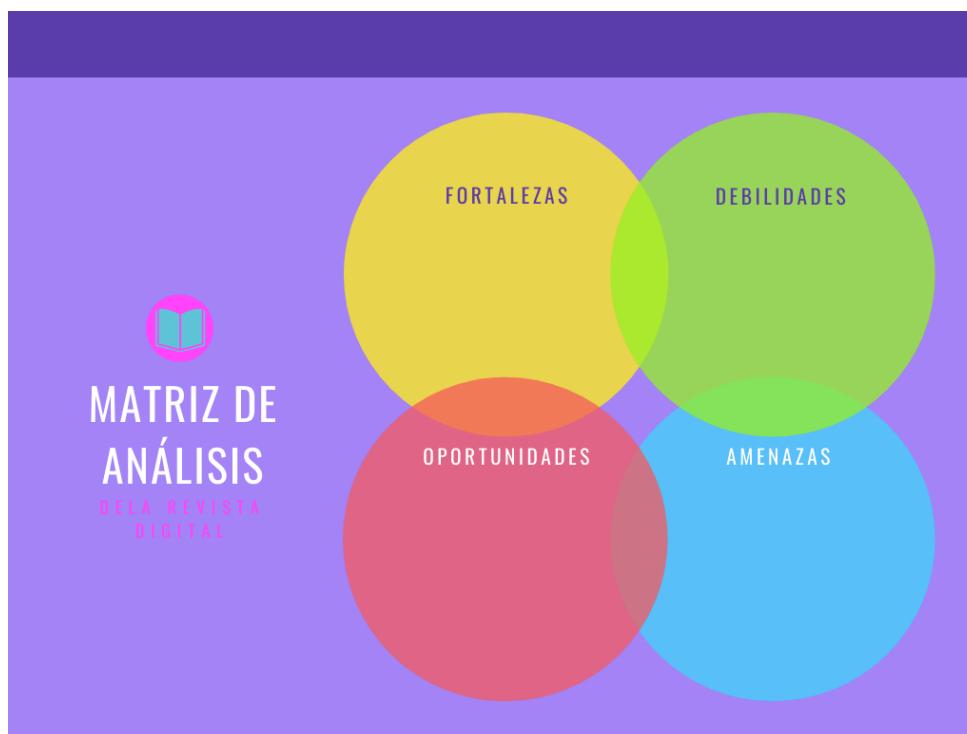 FORTALEZAS
DEBILIDADES
MATRIZ DE
ANÁLISIS
DELA REVISTA
DIGITAL
OPORTUNIDADES
AMENAZAS